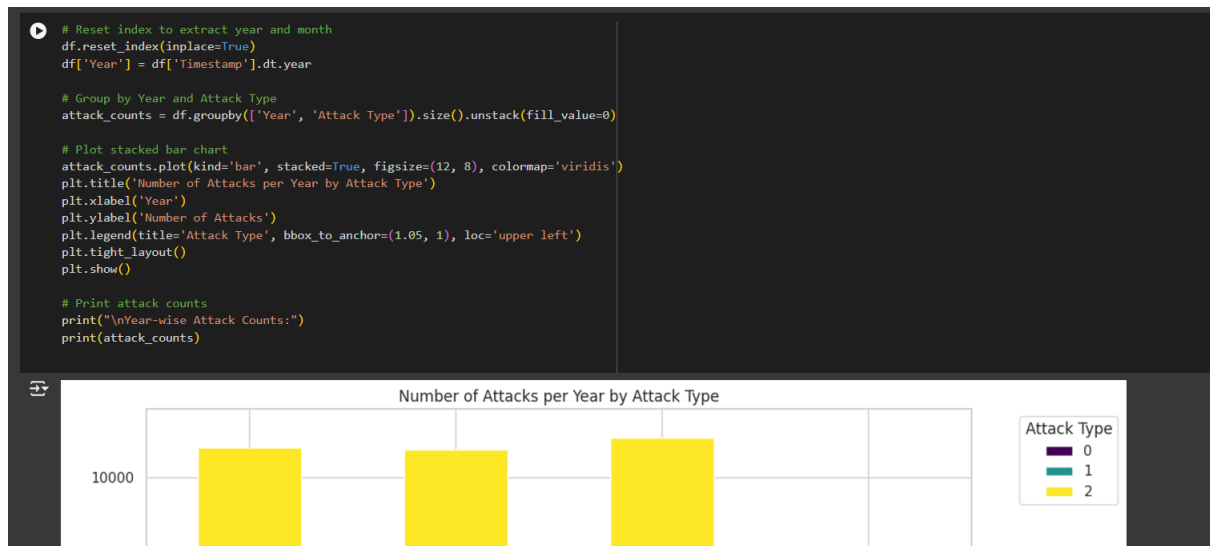 # Reset index to extract year and month
df.reset_index(inplace=True)
df['Year'] = df['Timestamp'].dt.year
# Group by Year and Attack Type
attack_counts = df.groupby(['Year', 'Attack Type']).size().unstack(fill_value=0)
# Plot stacked bar chart
attack_counts.plot(kind='bar', stacked=True, figsize=(12, 8), colormap='viridis')
plt.title('Number of Attacks per Year by Attack Type')
plt.xlabel('Year')
plt.ylabel('Number of Attacks')
plt.legend(title='Attack Type', bbox_to_anchor=(1.05, 1), loc='upper left')
plt.tight_layout()
plt.show()
# Print attack counts
print("\nYear-wise Attack Counts:")
print(attack_counts)
Number of Attacks per Year by Attack Type
Attack Type
0
1
2
10000